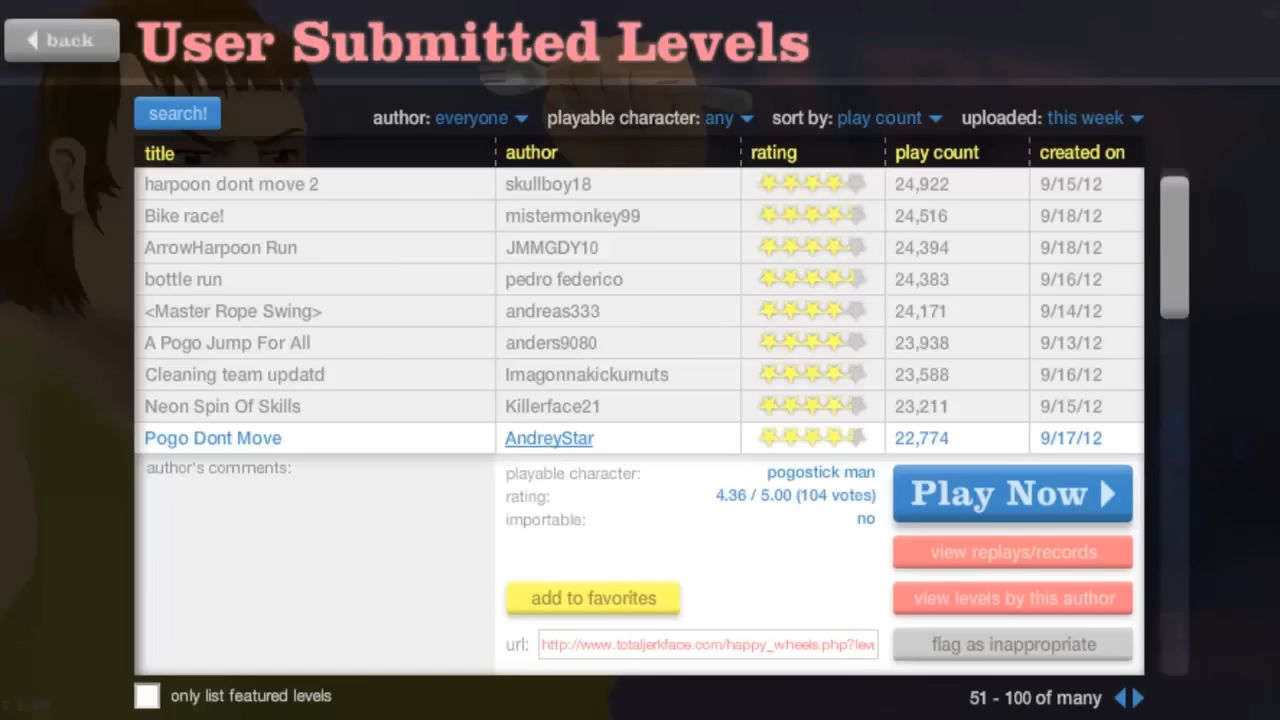 back
User Submitted Levels
search!
author: everyone
playable character: any
sort by: play count
uploaded: this week
title author rating play count created on
harpoon dont move 2 skullboy18 24,922 9/15/12
Bike race! mistermonkey99 24,516 9/18/12
ArrowHarpoon Run JMMGDY10 24,394 9/18/12
bottle run pedro federico 24,383 9/16/12
<Master Rope Swing> andreas333 24,171 9/14/12
A Pogo Jump For All anders9080 23,938 9/13/12
Cleaning team updatd Imagonnakickumuts 23,588 9/16/12
Neon Spin Of Skills Killerface21 23,211 9/15/12
Pogo Dont Move AndreyStar 22,774 9/17/12
author's comments:
playable character: pogostick man
rating: 4.36 / 5.00 (104 votes)
importable: no
add to favorites
url: http://www.totaljerkface.com/happy_wheels.php?lev
Play Now
view replays/records
view levels by this author
flag as inappropriate
only list featured levels
51 - 100 of many